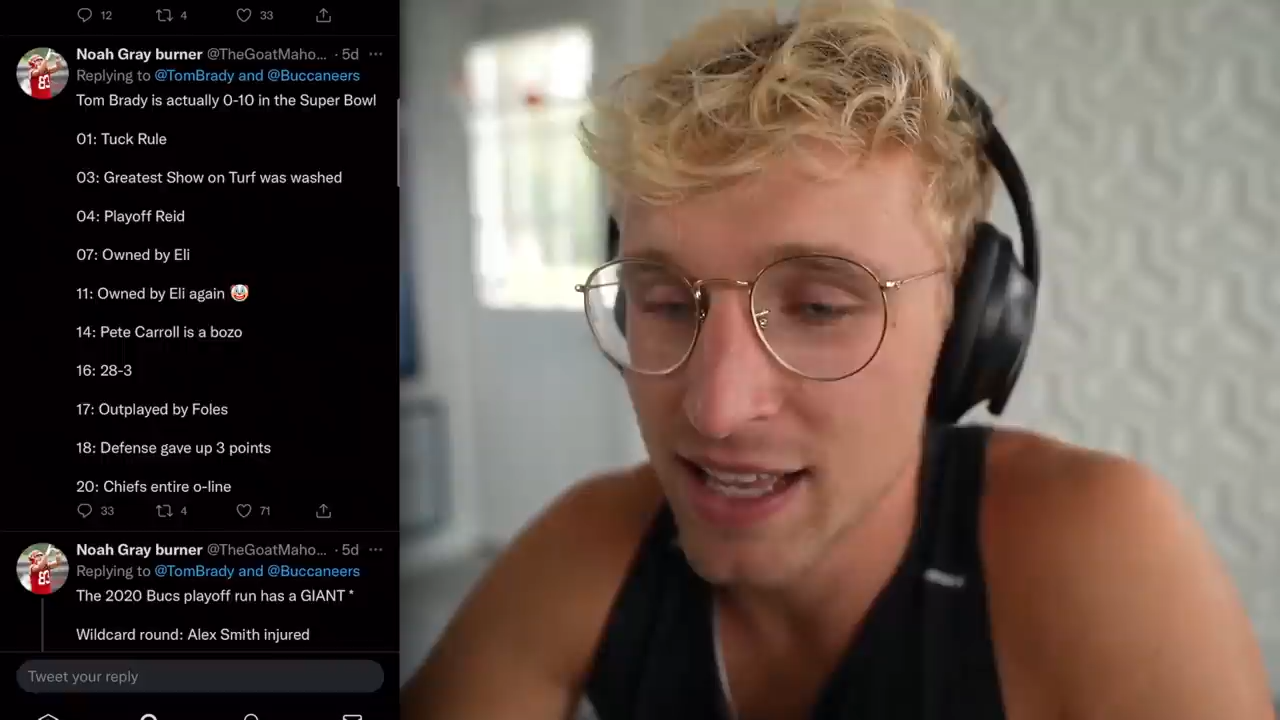 12 4 33
Noah Gray burner @TheGoatMaho... · 5d
Replying to @TomBrady and @Buccaneers
Tom Brady is actually 0-10 in the Super Bowl
01: Tuck Rule
03: Greatest Show on Turf was washed
04: Playoff Reid
07: Owned by Eli
11: Owned by Eli again 🤡
14: Pete Carroll is a bozo
16: 28-3
17: Outplayed by Foles
18: Defense gave up 3 points
20: Chiefs entire o-line
33 4 71
Noah Gray burner @TheGoatMaho... · 5d
Replying to @TomBrady and @Buccaneers
The 2020 Bucs playoff run has a GIANT *
Wildcard round: Alex Smith injured
Tweet your reply